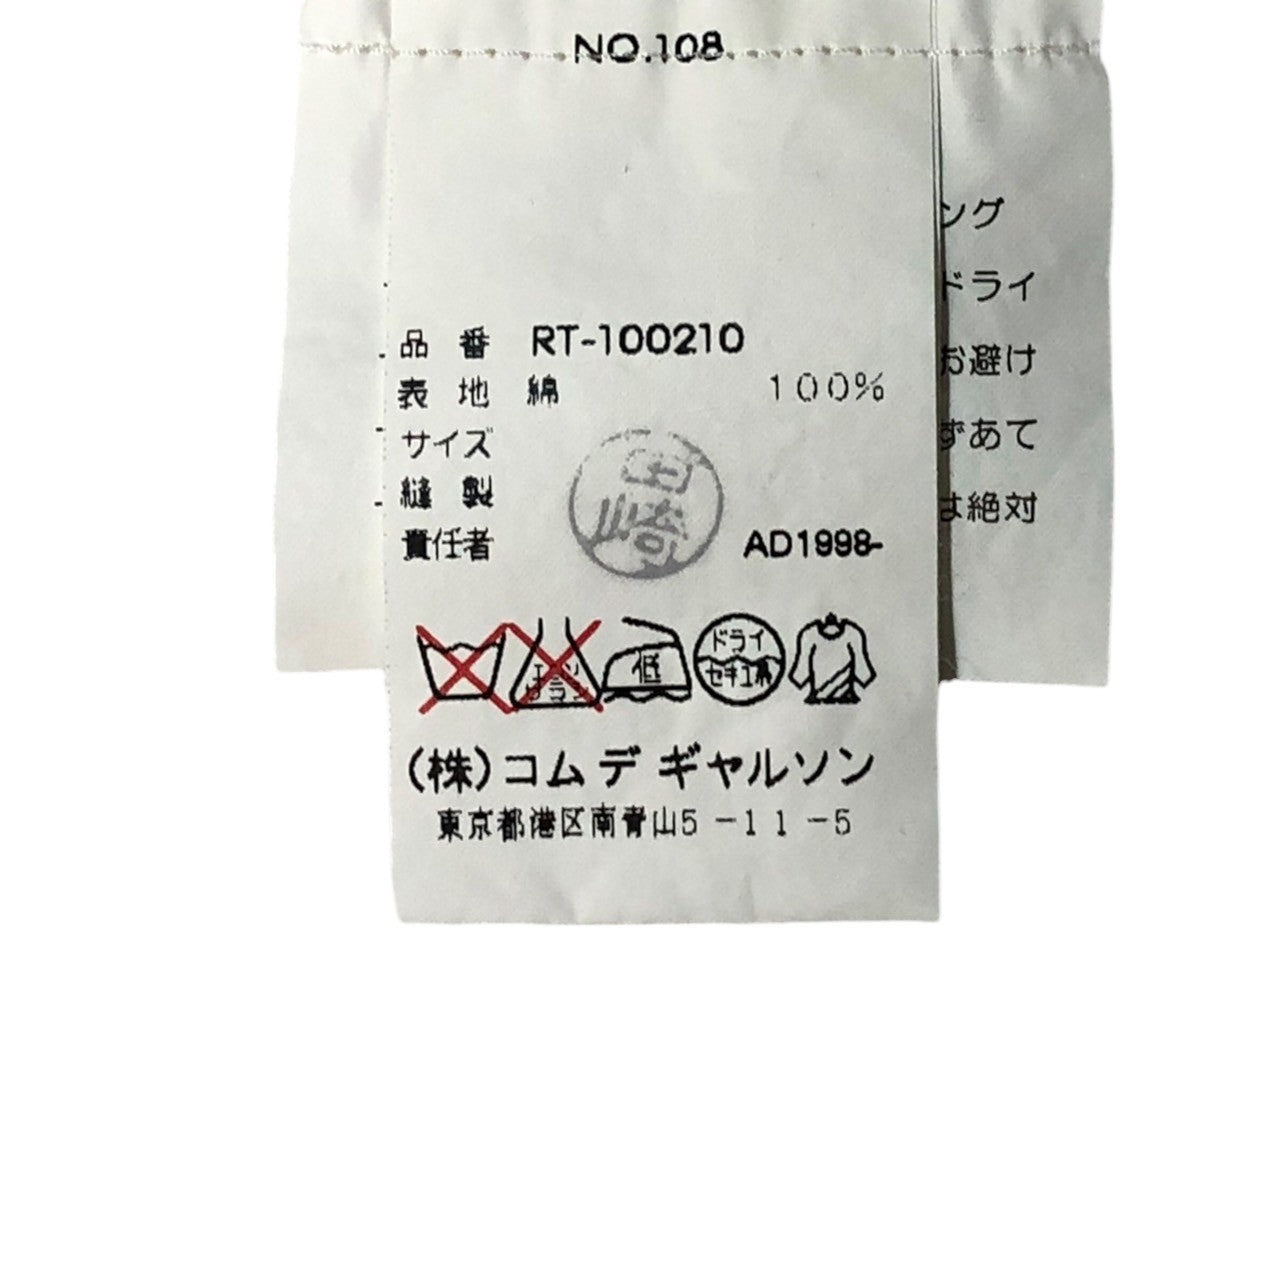 NO.108
品番 RT-100210
表地 綿 100%
サイズ
縫製
責任者 AD1998-
田崎
低
ドライ
セキユ系
(株)コムデギャルソン
東京都港区南青山5-11-5
ング
ドライ
お避け
ずあて
は絶対